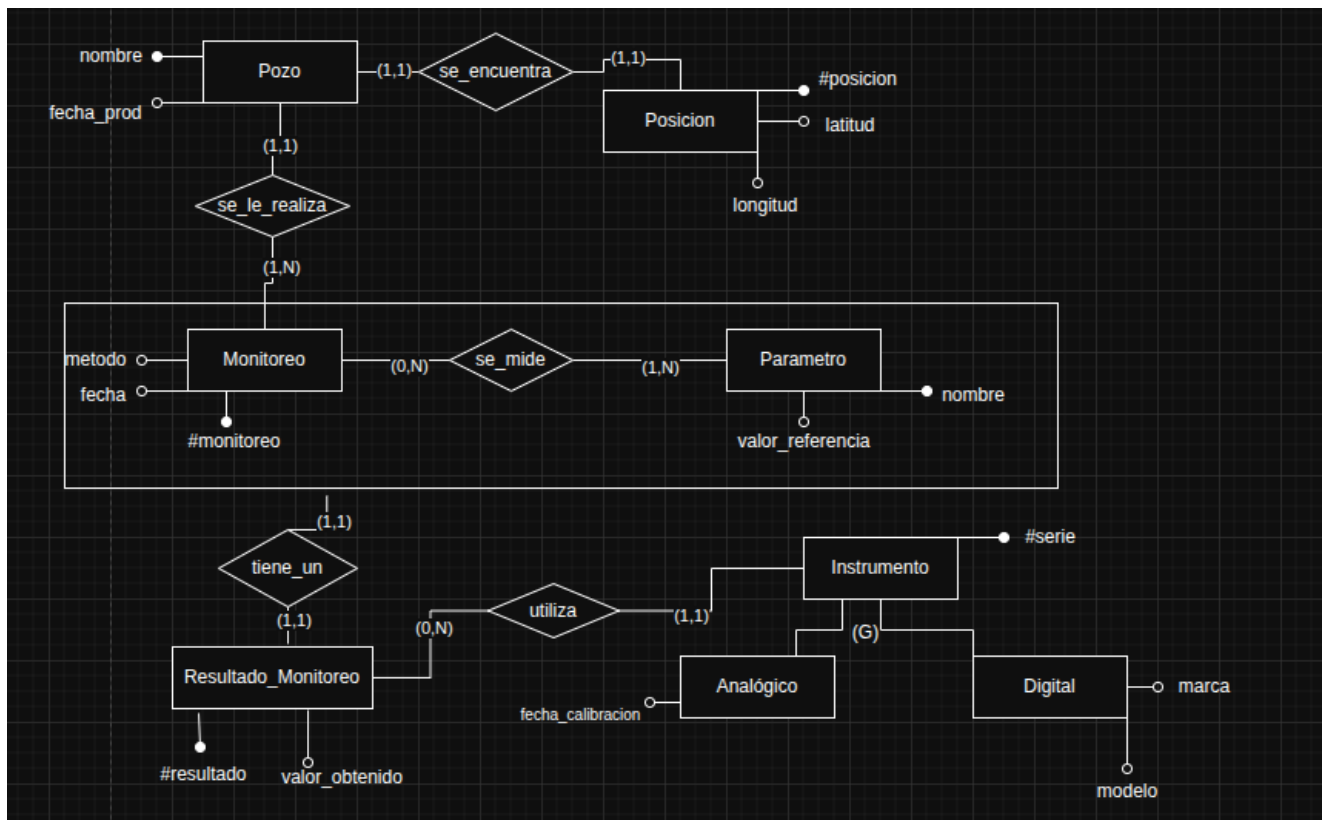 nombre
Pozo
(1,1)
se_encuentra
(1,1)
#posicion
fecha_prod
Posicion
latitud
(1,1)
longitud
se_le_realiza
(1,N)
metodo
Monitoreo
(0,N)
se_mide
(1,N)
Parametro
fecha
nombre
#monitoreo
valor_referencia
(1,1)
tiene_un
#serie
Instrumento
(1,1)
(0,N)
utiliza
(1,1)
(G)
Resultado_Monitoreo
Analógico
Digital
marca
fecha_calibracion
#resultado
valor_obtenido
modelo